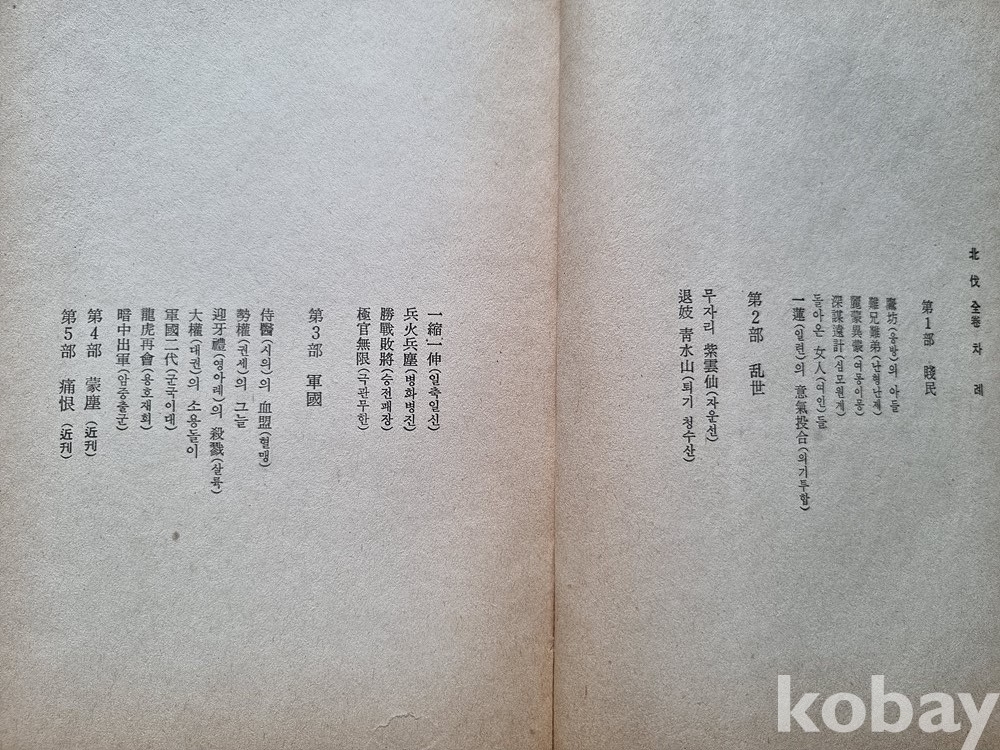 北伐 全卷 차 례
第1部 賤民
甕坊(옹방)의 아들
難兄難弟(난형난제)
麗蒙異蒙(여몽이몽)
深謀遠計(심모원계)
돌아온 女人(여인)들
一蓮(일련)의 意氣投合(의기투합)
第2部 乱世
무자리 紫雲仙(자운선)
退妓 靑水山(퇴기 청수산)
一縮一伸(일축일신)
兵火兵塵(병화병진)
勝戰敗將(승전패장)
極官無限(극관무한)
第3部 軍國
侍醫(시의)의 血盟(혈맹)
勢權(권세)의 그늘
迎牙禮(영아례)의 殺戮(살륙)
大權(대권)의 소용돌이
軍國二代(군국이대)
龍虎再會(용호재회)
暗中出軍(암중출군)
第4部 蒙塵 (近刊)
第5部 痛恨 (近刊)
kobay